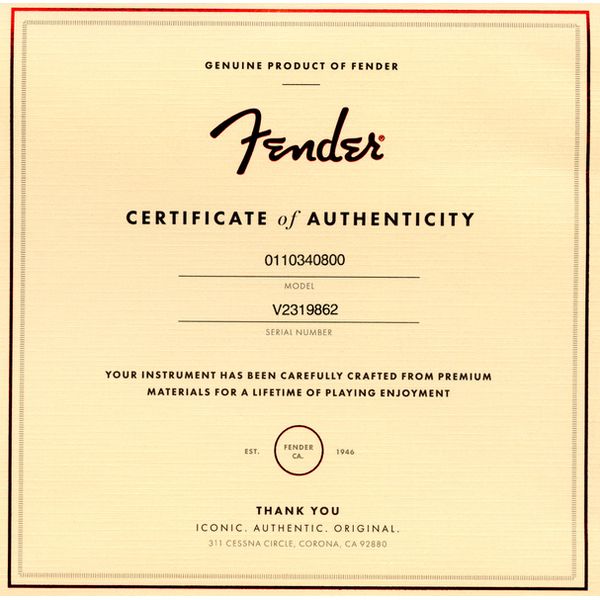 GENUINE PRODUCT OF FENDER
Fender®
CERTIFICATE of AUTHENTICITY
0110340800
MODEL
V2319862
SERIAL NUMBER
YOUR INSTRUMENT HAS BEEN CAREFULLY CRAFTED FROM PREMIUM
MATERIALS FOR A LIFETIME OF PLAYING ENJOYMENT
EST. FENDER CA. 1946
THANK YOU
ICONIC. AUTHENTIC. ORIGINAL.
311 CESSNA CIRCLE, CORONA, CA 92880